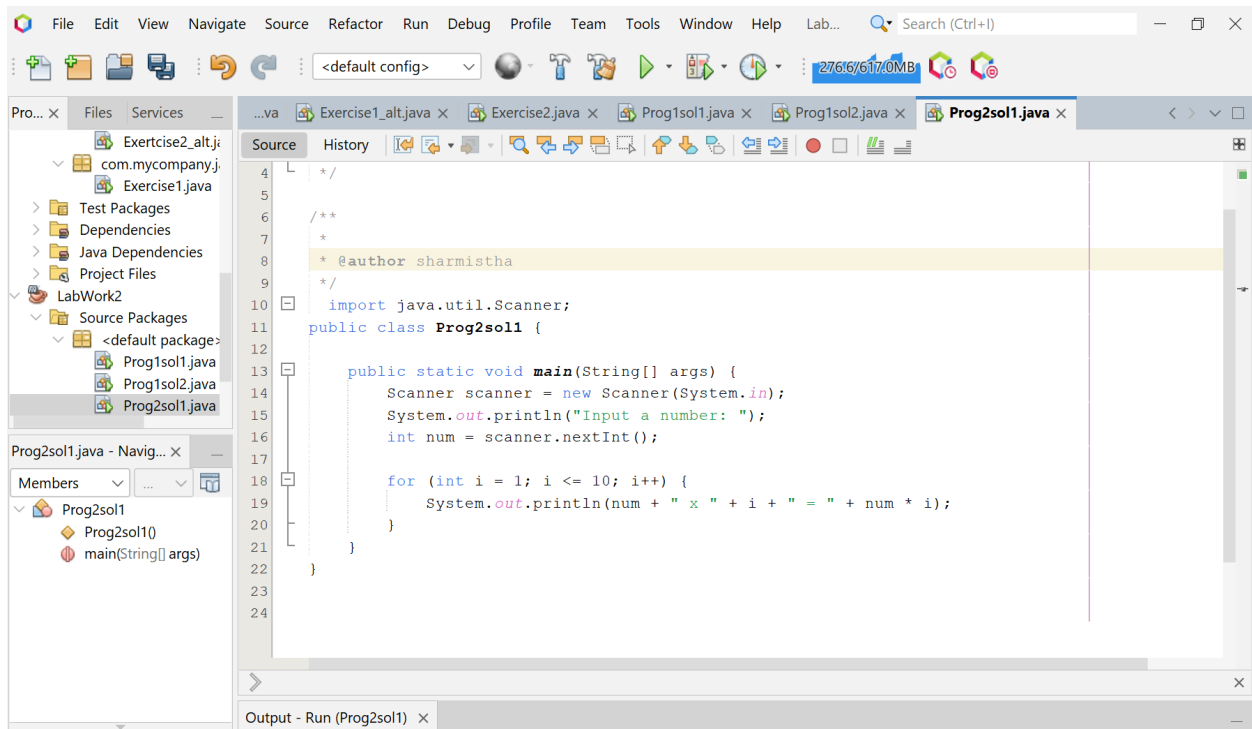 File Edit View Navigate Source Refactor Run Debug Profile Team Tools Window Help Lab... Search (Ctrl+I)
<default config> 276.6/617.0MB
Pro... Files Services
...va Exercise1_alt.java Exercise2.java Prog1sol1.java Prog1sol2.java Prog2sol1.java
Source History
Exertcise2_alt.ja
com.mycompany.j
Exercise1.java
Test Packages
Dependencies
Java Dependencies
Project Files
LabWork2
Source Packages
<default package>
Prog1sol1.java
Prog1sol2.java
Prog2sol1.java
Prog2sol1.java - Navig...
Members ...
Prog2sol1
Prog2sol1()
main(String[] args)
4 */
5
6 /**
7 *
8 * @author sharmistha
9 */
10 import java.util.Scanner;
11 public class Prog2sol1 {
12
13 public static void main(String[] args) {
14 Scanner scanner = new Scanner(System.in);
15 System.out.println("Input a number: ");
16 int num = scanner.nextInt();
17
18 for (int i = 1; i <= 10; i++) {
19 System.out.println(num + " x " + i + " = " + num * i);
20 }
21 }
22 }
23
24
Output - Run (Prog2sol1)